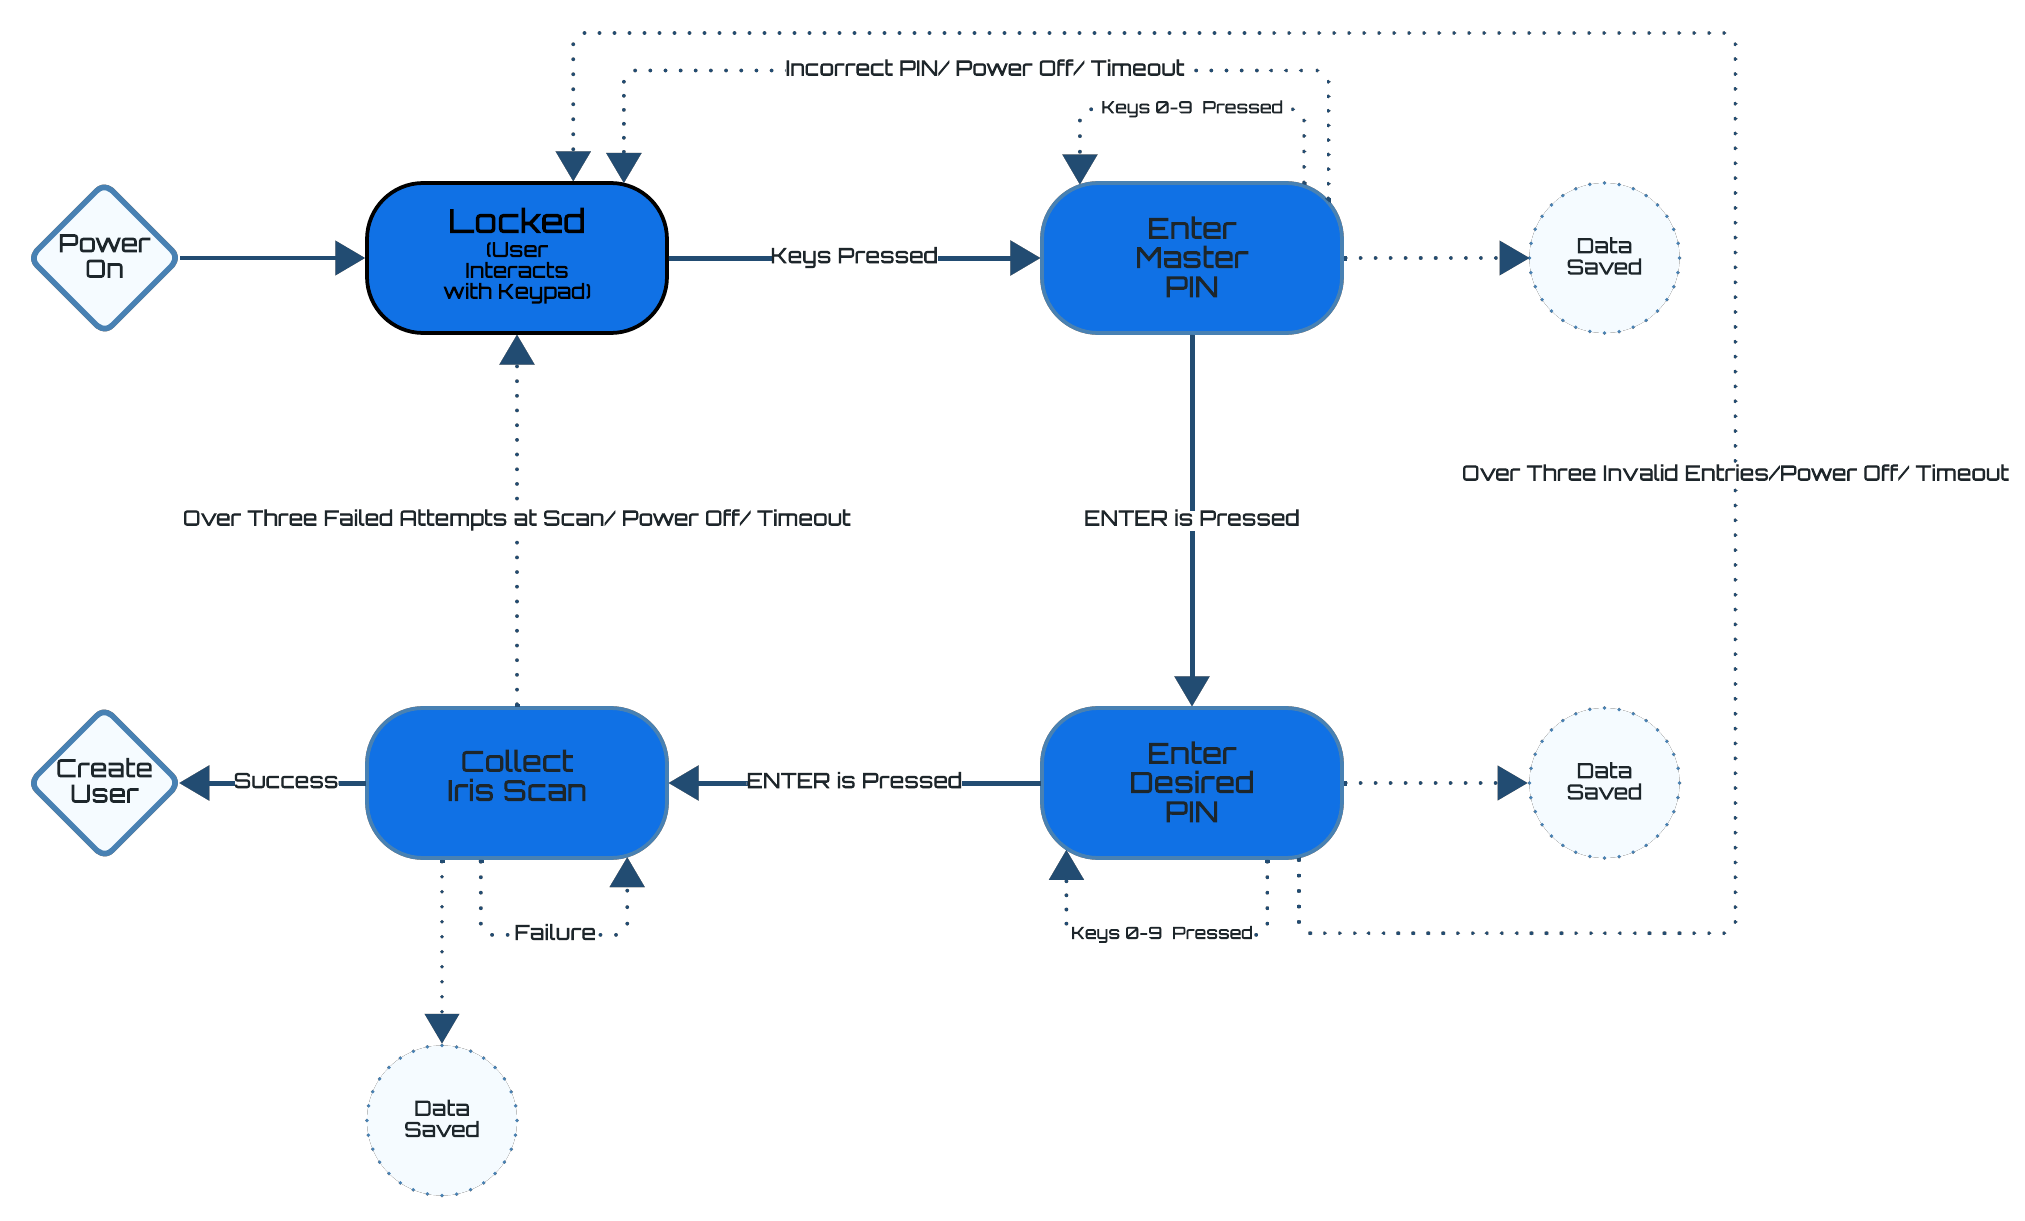 Incorrect PIN/ Power Off/ Timeout
Keys 0-9 Pressed
Power
On
Locked
(User
Interacts
with Keypad)
Keys Pressed
Enter
Master
PIN
Data
Saved
Over Three Invalid Entries/Power Off/ Timeout
Over Three Failed Attempts at Scan/ Power Off/ Timeout
ENTER is Pressed
Create
User
Success
Collect
Iris Scan
ENTER is Pressed
Enter
Desired
PIN
Data
Saved
Failure
Keys 0-9 Pressed
Data
Saved